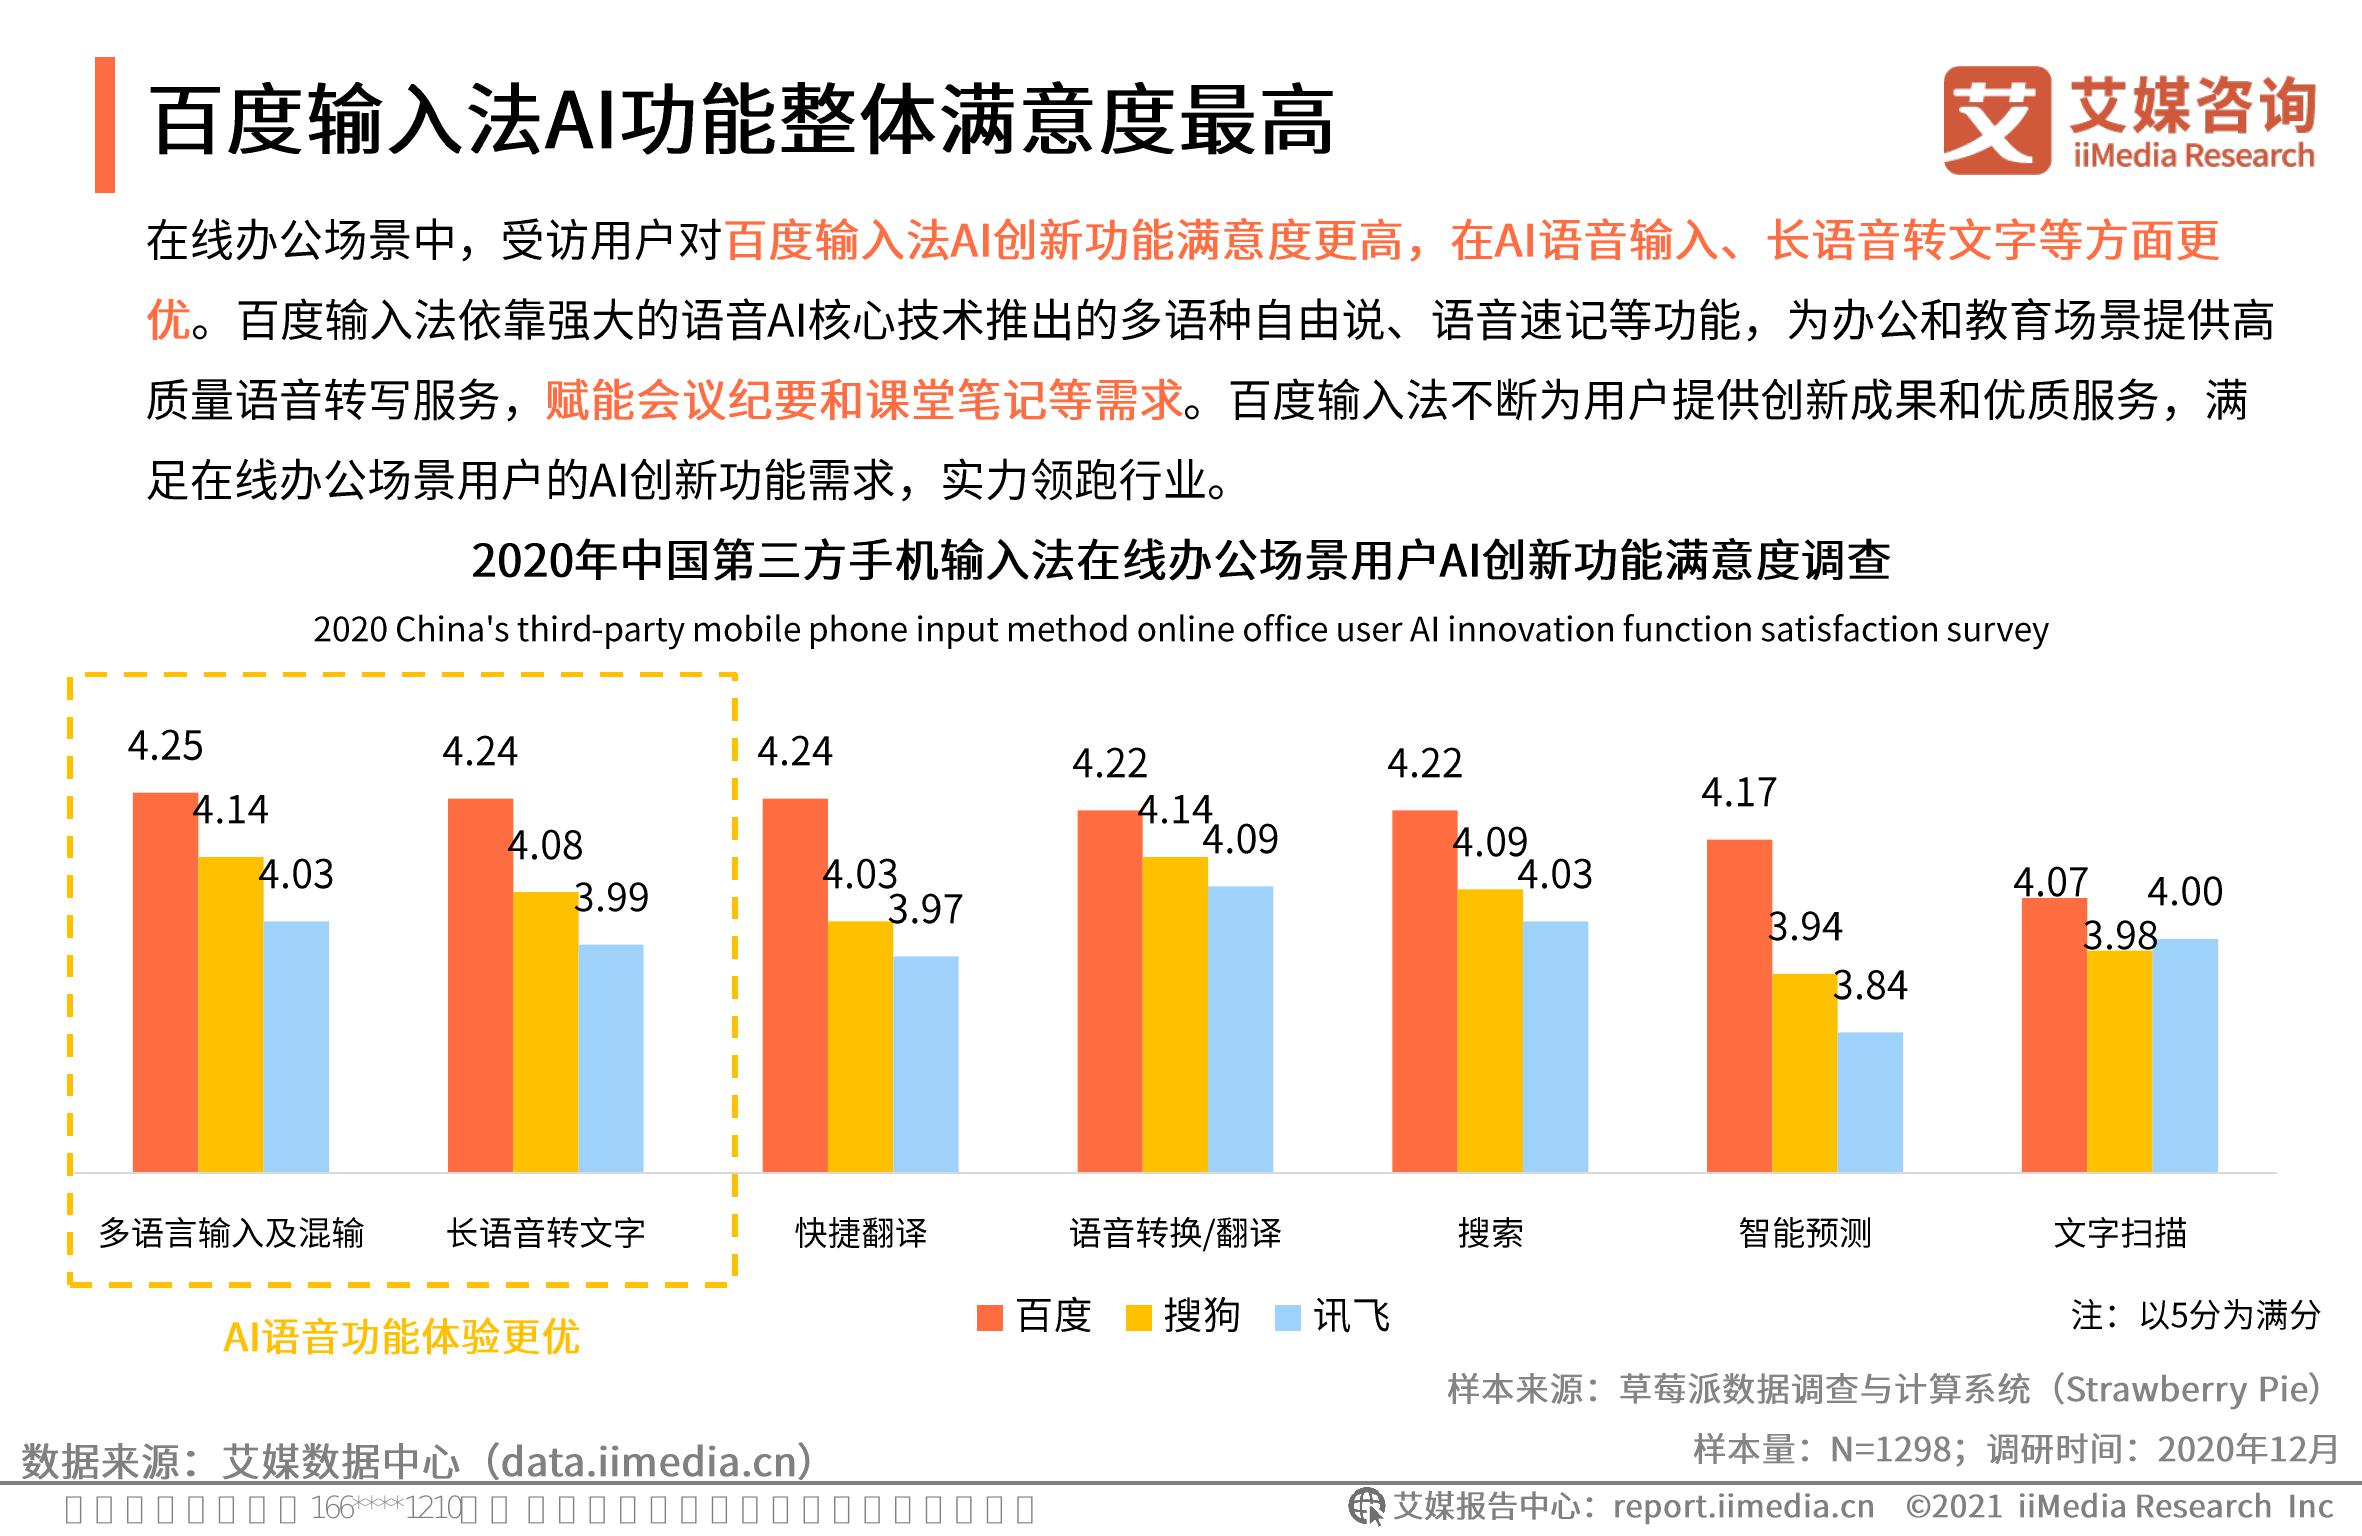 百度输入法AI功能整体满意度最高
艾媒咨询
iiMedia Research
在线办公场景中，受访用户对百度输入法AI创新功能满意度更高，在AI语音输入、长语音转文字等方面更
优。百度输入法依靠强大的语音AI核心技术推出的多语种自由说、语音速记等功能，为办公和教育场景提供高
质量语音转写服务，赋能会议纪要和课堂笔记等需求。百度输入法不断为用户提供创新成果和优质服务，满
足在线办公场景用户的AI创新功能需求，实力领跑行业。
2020年中国第三方手机输入法在线办公场景用户AI创新功能满意度调查
2020 China's third-party mobile phone input method online office user AI innovation function satisfaction survey
4.25 4.14 4.03
4.24 4.08 3.99
4.24 4.03 3.97
4.22 4.14 4.09
4.22 4.09 4.03
4.17 3.94 3.84
4.07 3.98 4.00
多语言输入及混输 长语音转文字 快捷翻译 语音转换/翻译 搜索 智能预测 文字扫描
AI语音功能体验更优
百度 搜狗 讯飞
注：以5分为满分
样本来源：草莓派数据调查与计算系统（Strawberry Pie）
样本量：N=1298；调研时间：2020年12月
数据来源：艾媒数据中心（data.iimedia.cn）
166****1210
艾媒报告中心：report.iimedia.cn ©2021 iiMedia Research Inc